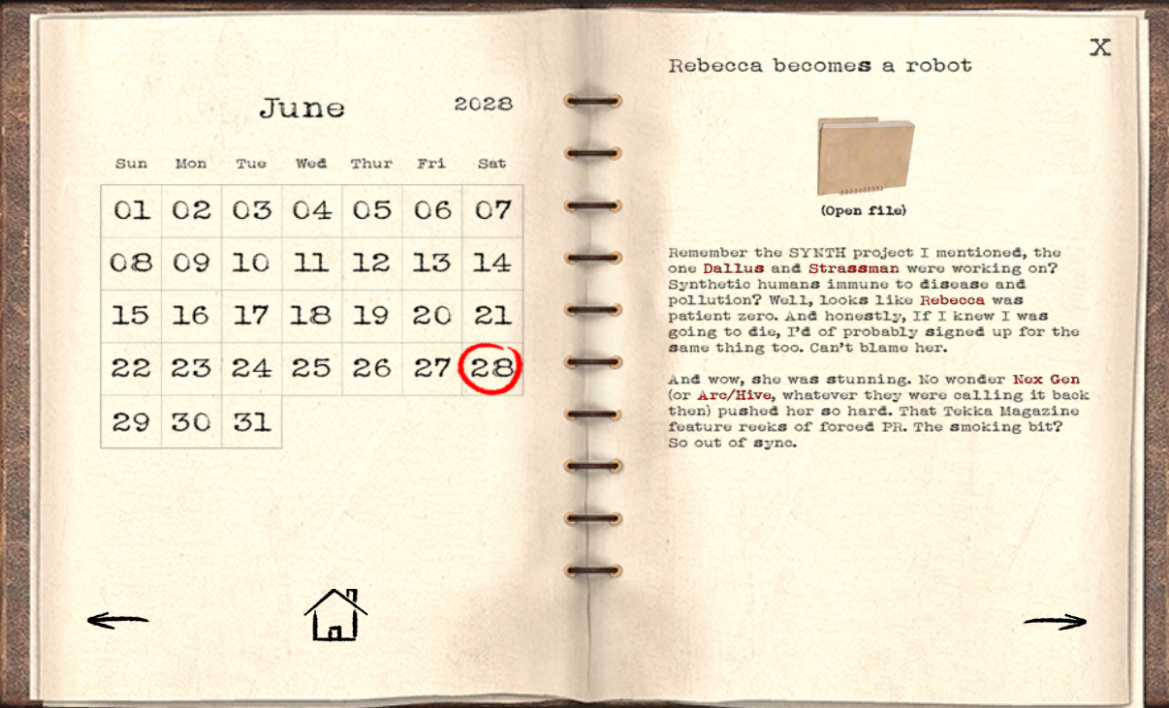 June 2028
Sun Mon Tue Wed Thur Fri Sat
01 02 03 04 05 06 07
08 09 10 11 12 13 14
15 16 17 18 19 20 21
22 23 24 25 26 27 28
29 30 31
X
Rebecca becomes a robot
(Open file)
Remember the SYNTH project I mentioned, the
one Dallus and Strassman were working on?
Synthetic humans immune to disease and
pollution? Well, looks like Rebecca was
patient zero. And honestly, If I knew I was
going to die, I'd of probably signed up for the
same thing too. Can't blame her.
And wow, she was stunning. No wonder Nex Gen
(or Arc/Hive, whatever they were calling it back
then) pushed her so hard. That Tekka Magazine
feature reeks of forced PR. The smoking bit?
So out of sync.